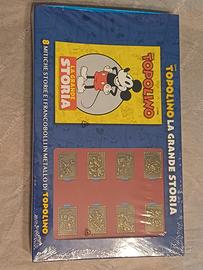 TOPOLINO
LA GRANDE
STORIA
TOPOLINO LA GRANDE STORIA
8 MITICHE STORIE E I FRANCOBOLLI IN METALLO DI TOPOLINO